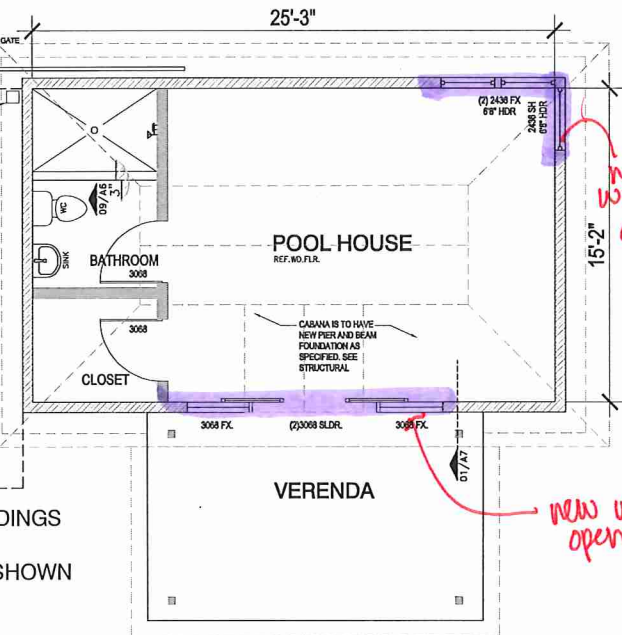 25'-3"
GATE
(2) 2436 FX
6'8" HDR
2436 SH
6'8" HDR
15'-2"
WC
09/A6
3"
SINK
BATHROOM
3068
POOL HOUSE
REF.WD.FLR.
3068
CABANA IS TO HAVE
NEW PIER AND BEAM
FOUNDATION AS
SPECIFIED. SEE
STRUCTURAL
CLOSET
3068 FX.
(2)3068 SLDR.
3068 FX.
01/A7
VERENDA
DINGS
SHOWN
new
open